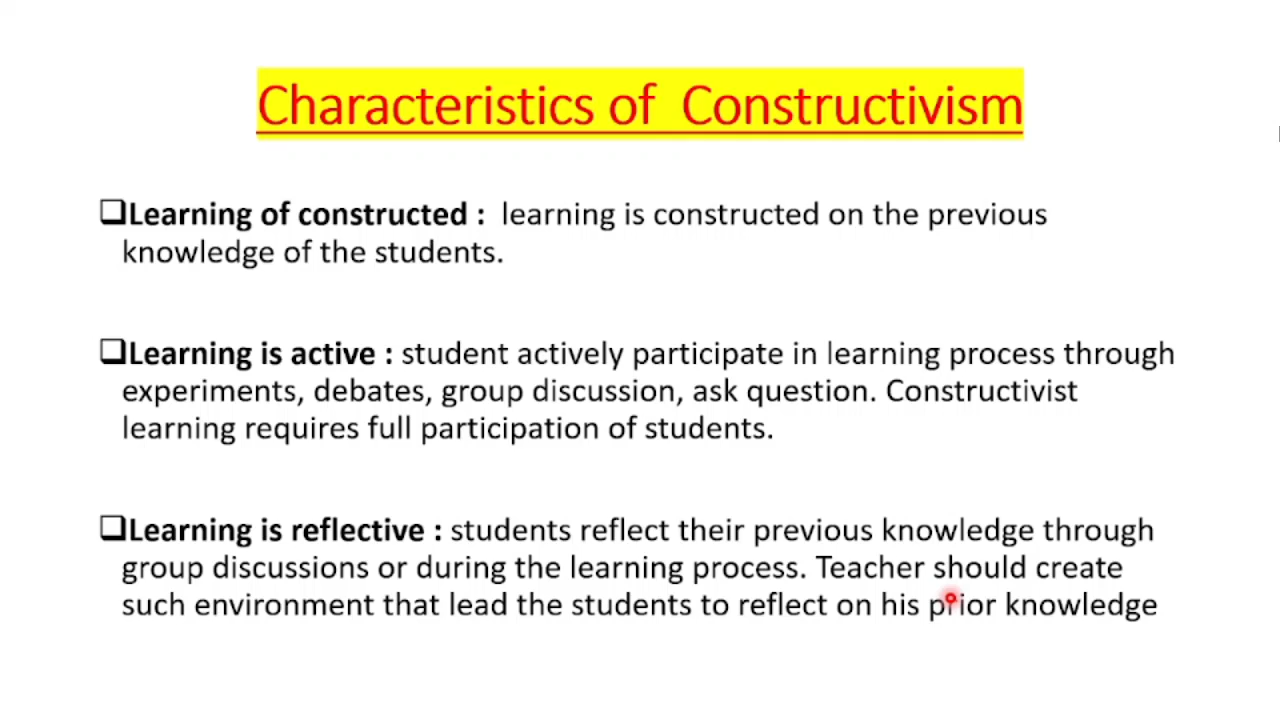 Characteristics of Constructivism
❑Learning of constructed : learning is constructed on the previous
knowledge of the students.
❑Learning is active : student actively participate in learning process through
experiments, debates, group discussion, ask question. Constructivist
learning requires full participation of students.
❑Learning is reflective : students reflect their previous knowledge through
group discussions or during the learning process. Teacher should create
such environment that lead the students to reflect on his prior knowledge